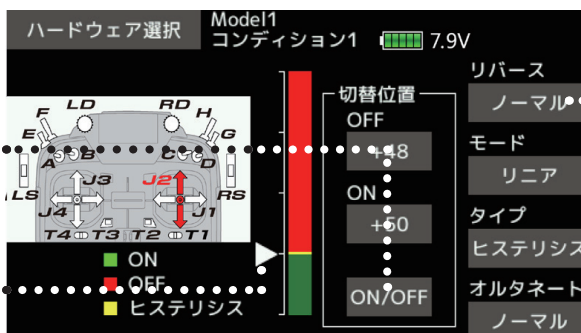 ハードウェア選択
Model1
コンディション1
7.9V
リバース
ノーマル
モード
リニア
タイプ
ヒステリシス
オルタネート
ノーマル
切替位置
OFF
+48
ON
+50
ON/OFF
F
LD
RD
H
E
G
A
B
C
D
LS
J3
J2
RS
J4
J1
T4
T3
T2
T1
ON
OFF
ヒステリシス